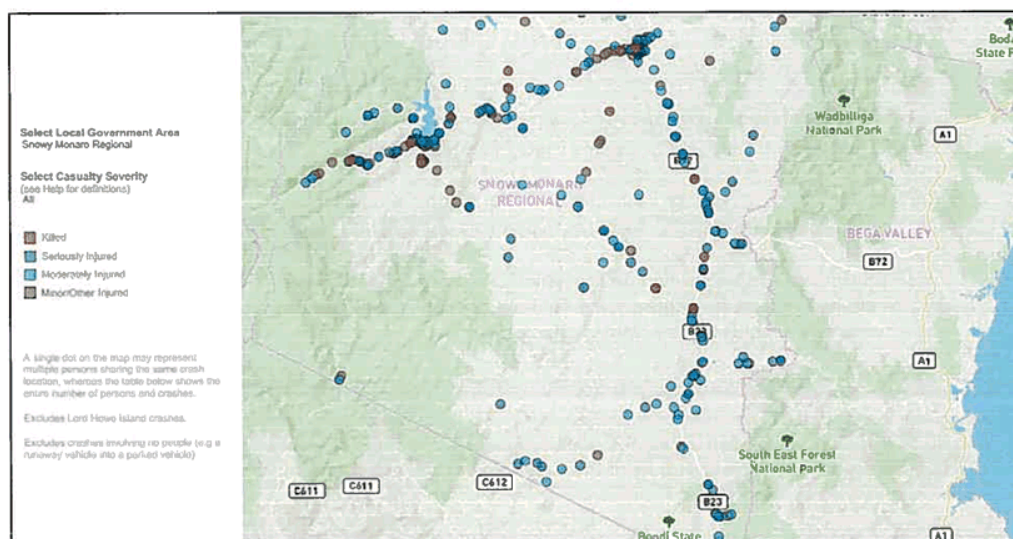 Select Local Government Area
Snowy Monaro Regional
Select Casualty Severity
(see Help for definitions)
All
Killed
Seriously Injured
Moderately Injured
Minor/Other Injured
A single dot on the map may represent
multiple persons sharing the same crash
location, whereas the table below shows the
entire number of persons and crashes.
Excludes Lord Howe Island crashes.
Excludes crashes involving no people (e.g a
runaway vehicle into a parked vehicle)
Wadbilliga
National Park
A1
SNOWY MONARO
REGIONAL
BEGA VALLEY
B72
B23
A1
South East Forest
National Park
C611
C611
C612
B23
A1
Bondi State